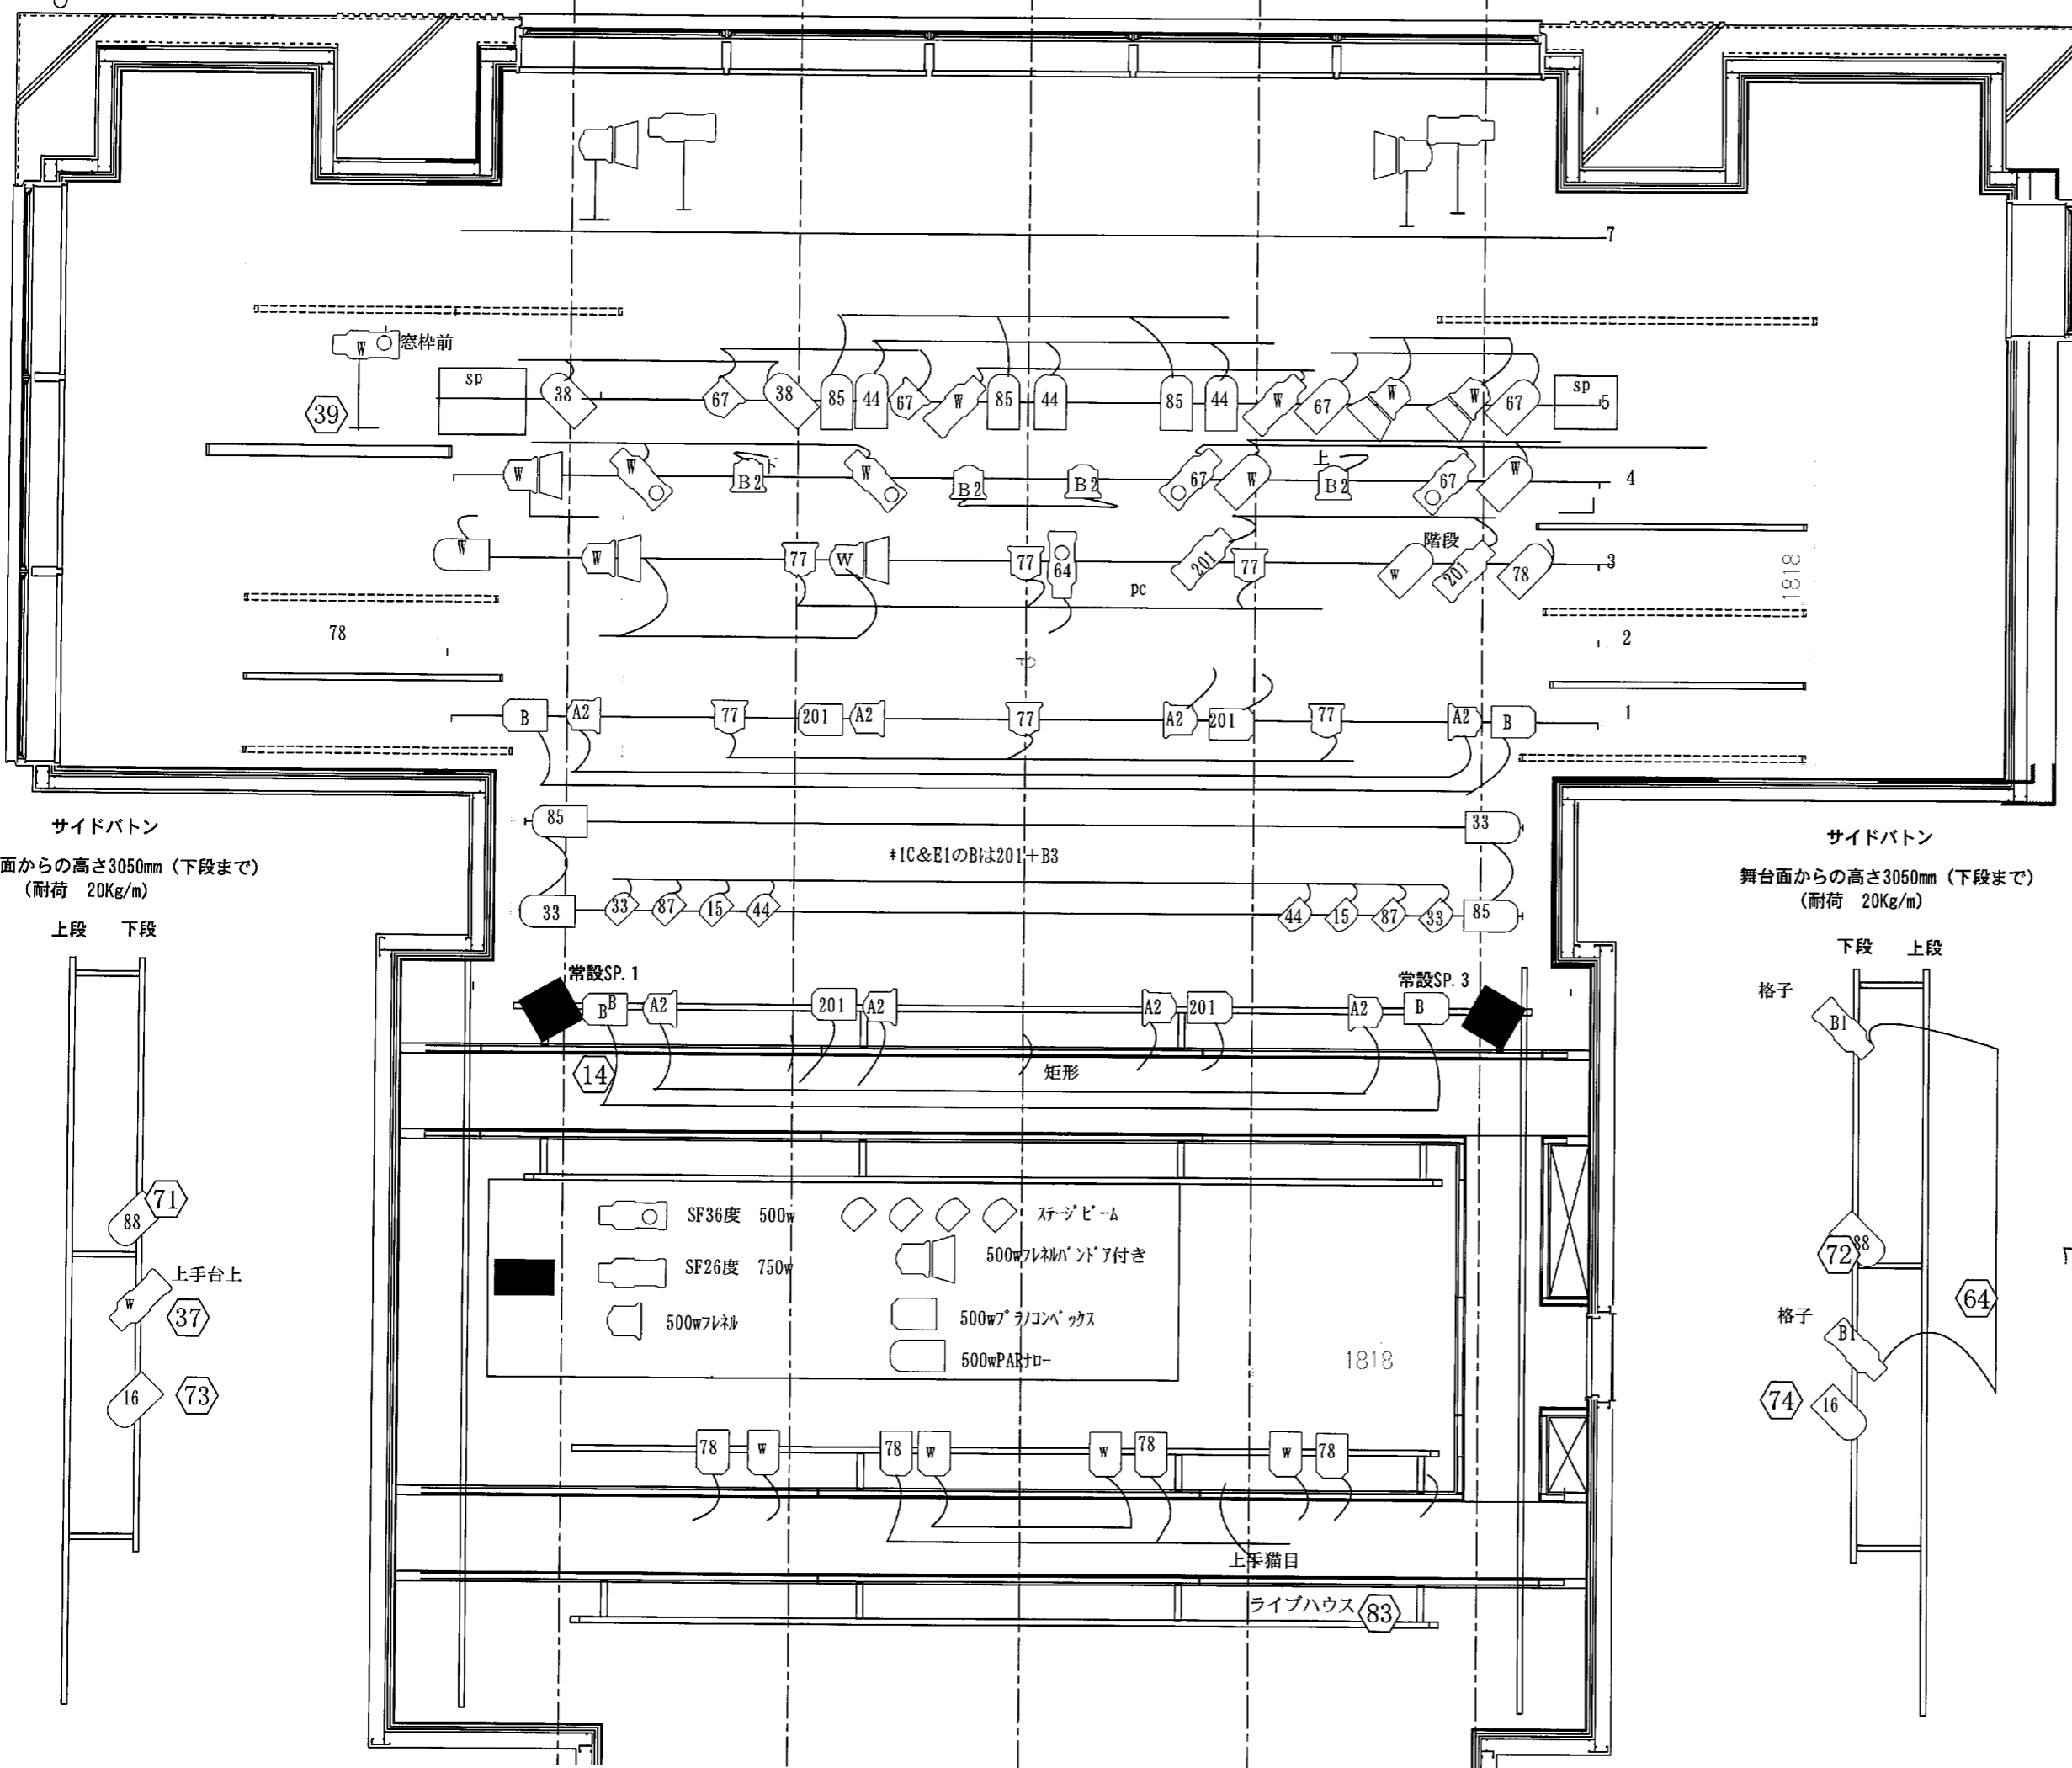 7
窓枠前
W
39
sp
38
67
38
85
44
67
W
85
44
85
44
W
67
W
W
67
sp
5
W
W
B2
下
W
B2
B2
67
W
上
B2
67
W
4
W
W
77
W
77
64
201
77
階段
W
201
78
3
pc
1818
78
2
B
A2
77
201
A2
77
A2
201
77
A2
B
1
85
33
*1C&E1のBは201+B3
33
33
87
15
44
44
15
87
33
85
サイドバトン
面からの高さ3050mm(下段まで)
(耐荷 20Kg/m)
上段 下段
サイドバトン
舞台面からの高さ3050mm(下段まで)
(耐荷 20Kg/m)
下段 上段
常設SP.1
B
B
A2
201
A2
A2
201
A2
B
常設SP.3
14
矩形
格子
B1
71
88
上手台上
W
37
16
73
88
72
64
格子
B1
74
16
SF36度 500w
ステージビーム
SF26度 750w
500wフレネルバンドア付き
500wフレネル
500wプラノコンベックス
500wPARナロー
1818
78
W
78
W
W
78
W
78
上手猫目
ライブハウス
83